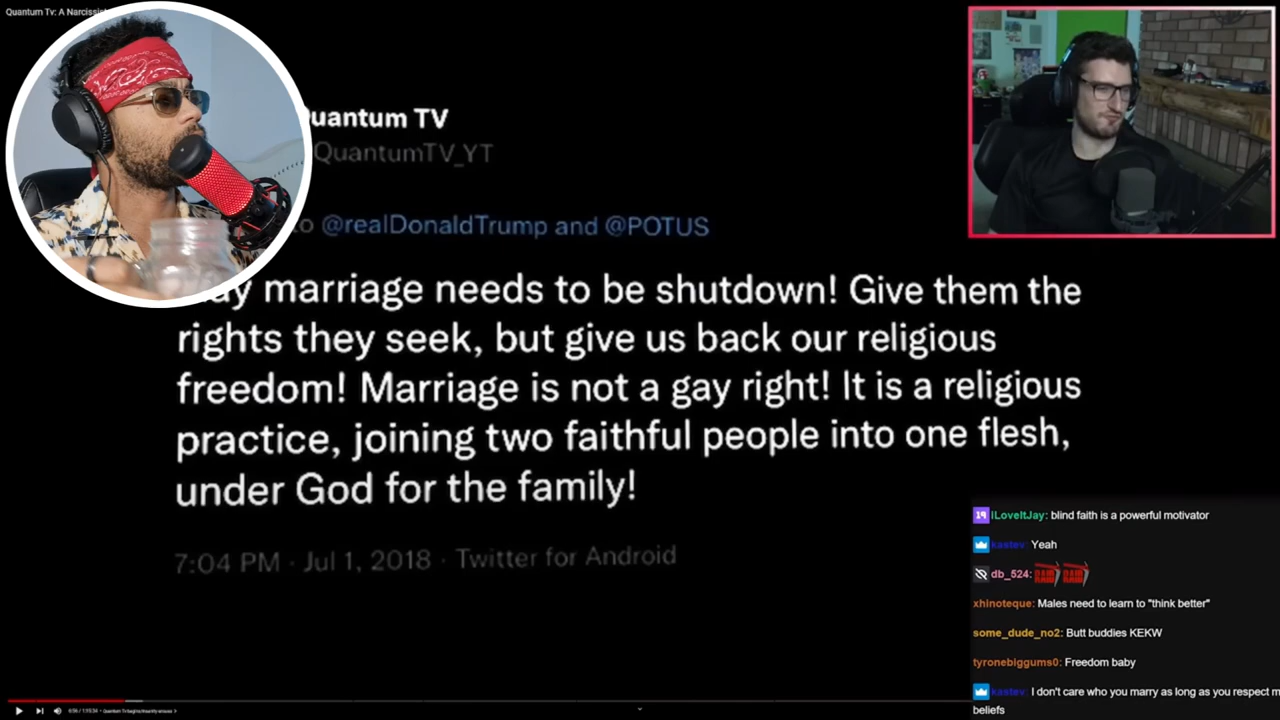 Quantum Tv: A Narcissist
uantum TV
QuantumTV_YT
to @realDonaldTrump and @POTUS
ay marriage needs to be shutdown! Give them the
rights they seek, but give us back our religious
freedom! Marriage is not a gay right! It is a religious
practice, joining two faithful people into one flesh,
under God for the family!
7:04 PM · Jul 1, 2018 · Twitter for Android
ILoveItJay: blind faith is a powerful motivator
kastev: Yeah
db_524: RAID RAID
xhinoteque: Males need to learn to "think better"
some_dude_no2: Butt buddies KEKW
tyronebiggums0: Freedom baby
kastev: I don't care who you marry as long as you respect m
beliefs